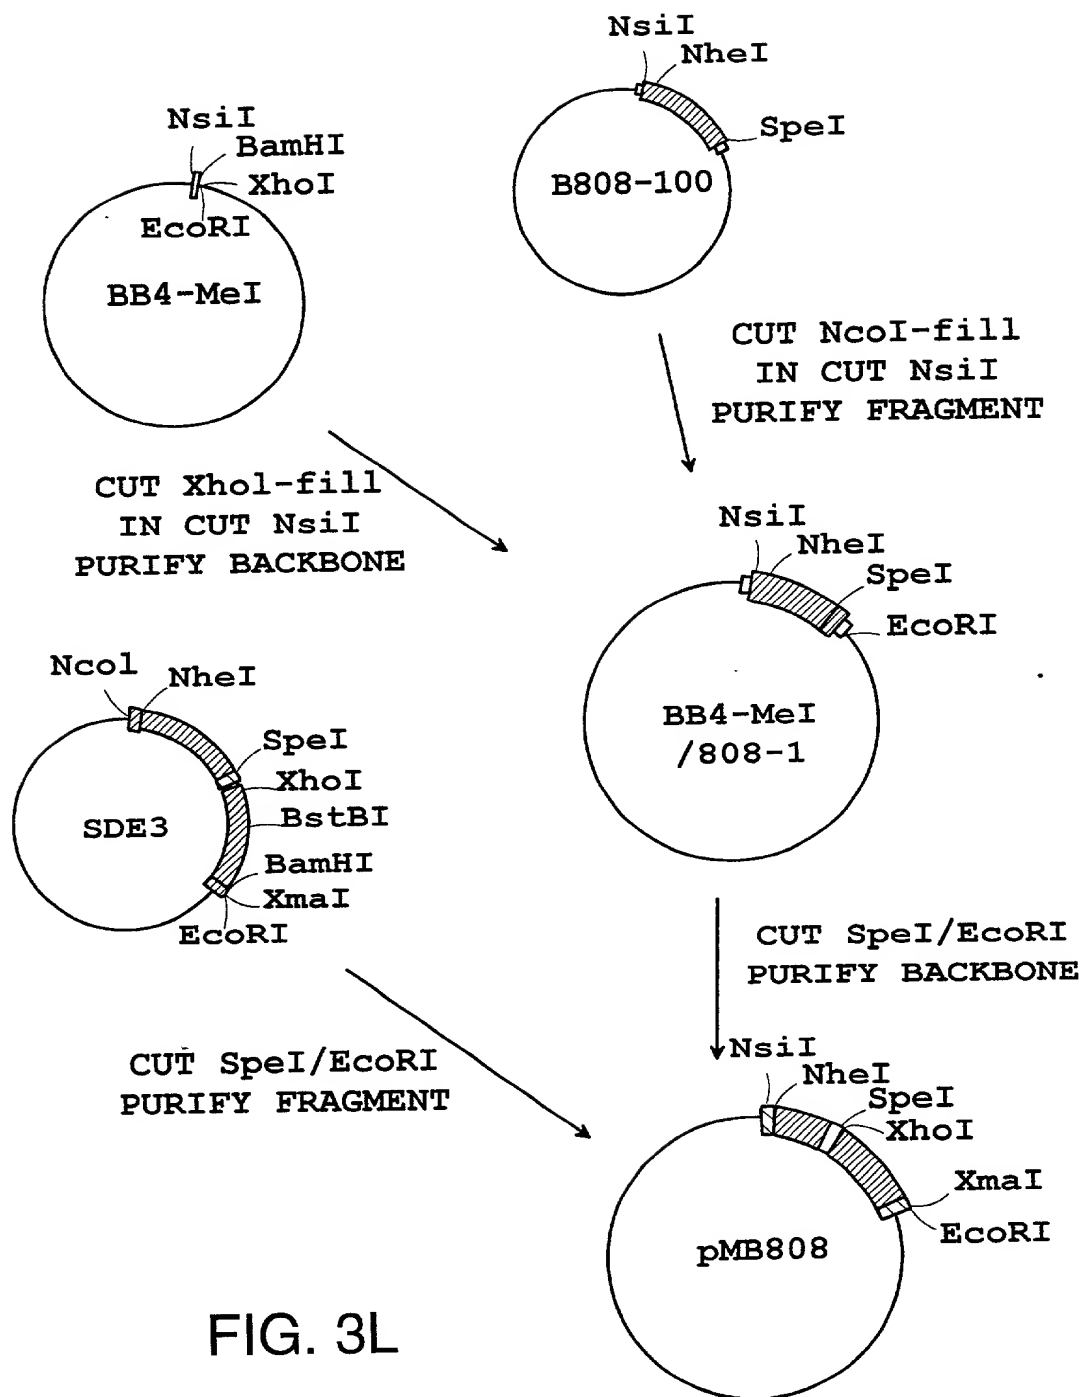 NsiI
NheI
SpeI
B808-100
NsiI
BamHI
XhoI
EcoRI
BB4-MeI
CUT NcoI-fill
IN CUT NsiI
PURIFY FRAGMENT
CUT Xhol-fill
IN CUT NsiI
PURIFY BACKBONE
NsiI
NheI
SpeI
EcoRI
BB4-MeI
/808-1
Ncol
NheI
SpeI
XhoI
BstBI
BamHI
XmaI
EcoRI
SDE3
CUT SpeI/EcoRI
PURIFY BACKBONE
CUT SpeI/EcoRI
PURIFY FRAGMENT
NsiI
NheI
SpeI
XhoI
XmaI
EcoRI
pMB808
FIG. 3L